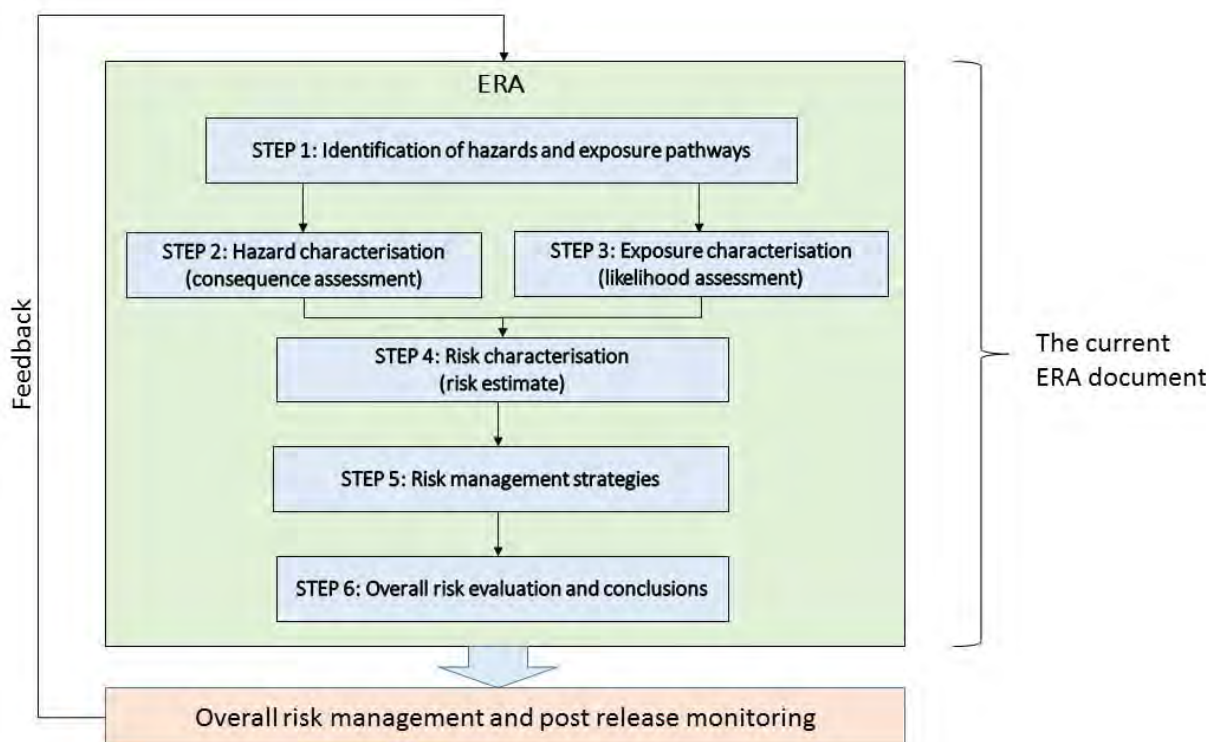 ERA
STEP 1: Identification of hazards and exposure pathways
STEP 2: Hazard characterisation
(consequence assessment)
STEP 3: Exposure characterisation
(likelihood assessment)
STEP 4: Risk characterisation
(risk estimate)
STEP 5: Risk management strategies
STEP 6: Overall risk evaluation and conclusions
Overall risk management and post release monitoring
Feedback
The current
ERA document